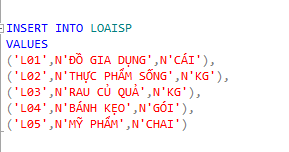 INSERT INTO LOAISP
VALUES
('L01',N'ĐỒ GIA DỤNG',N'CÁI'),
('L02',N'THỰC PHẨM SỐNG',N'KG'),
('L03',N'RAU CỦ QUẢ',N'KG'),
('L04',N'BÁNH KẸO',N'GÓI'),
('L05',N'MỸ PHẨM',N'CHAI')